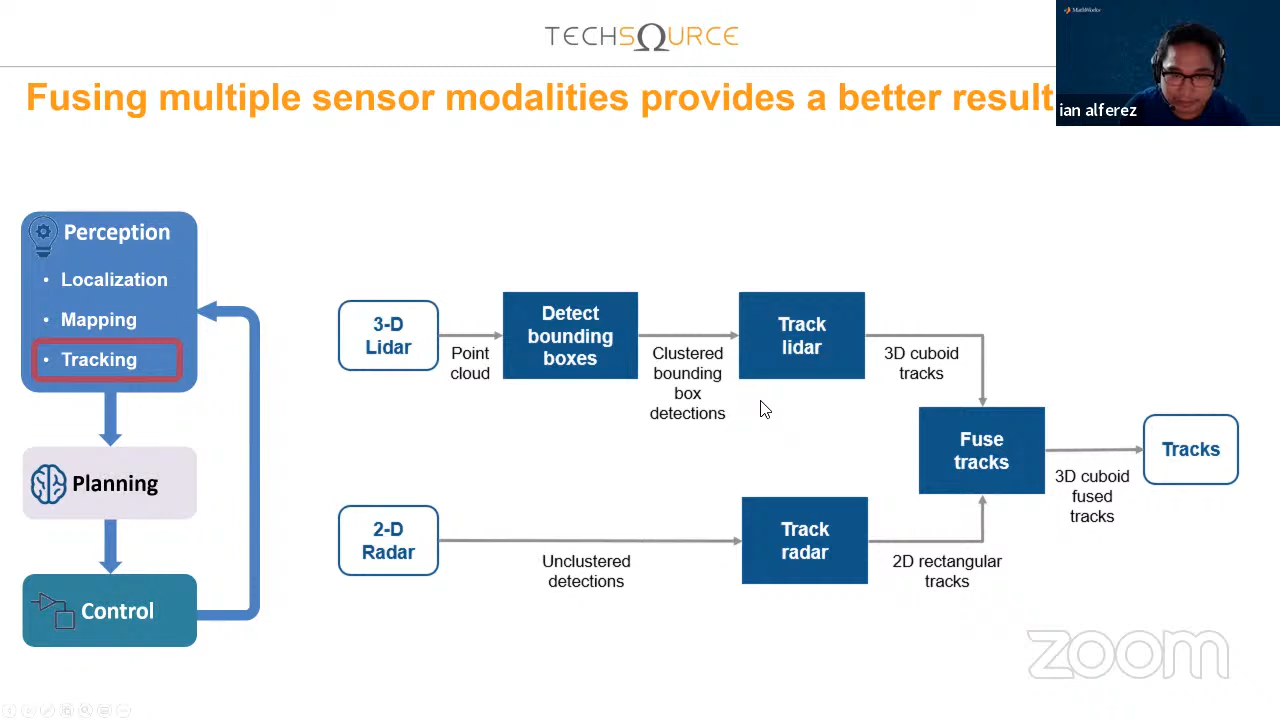 TECHSOURCE
Fusing multiple sensor modalities provides a better result
MathWorks
ian alferez
Perception
• Localization
• Mapping
• Tracking
Planning
Control
3-D
Lidar
Point
cloud
Detect
bounding
boxes
Clustered
bounding
box
detections
Track
lidar
3D cuboid
tracks
2-D
Radar
Unclustered
detections
Track
radar
2D rectangular
tracks
Fuse
tracks
3D cuboid
fused
tracks
Tracks
zoom